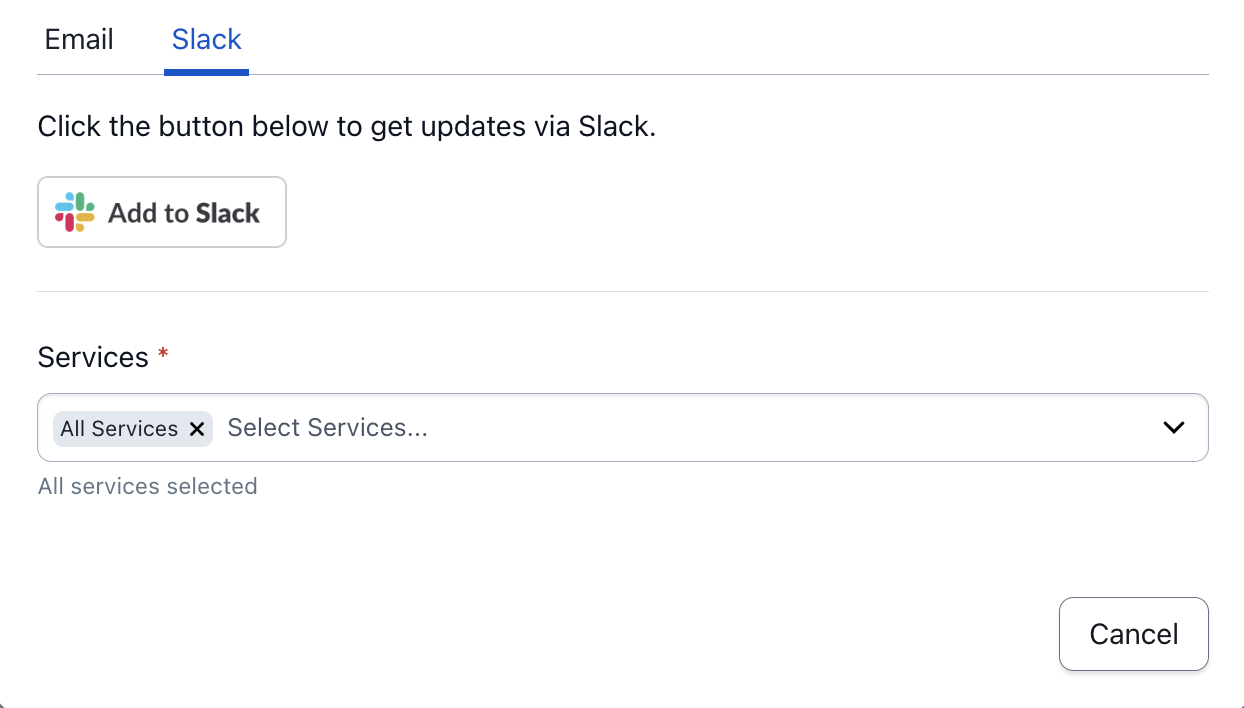 Email Slack
Click the button below to get updates via Slack.
Add to Slack
Services *
All Services Select Services...
All services selected
Cancel